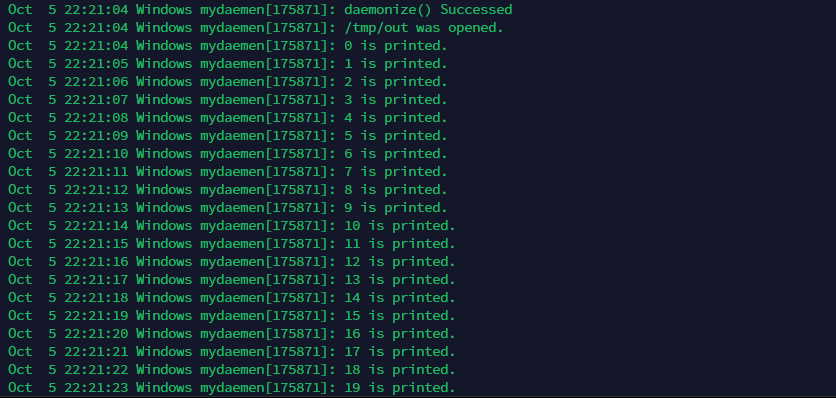 Oct  5 22:21:04 Windows mydaemen[175871]: daemonize() Successed
Oct  5 22:21:04 Windows mydaemen[175871]: /tmp/out was opened.
Oct  5 22:21:04 Windows mydaemen[175871]: 0 is printed.
Oct  5 22:21:05 Windows mydaemen[175871]: 1 is printed.
Oct  5 22:21:06 Windows mydaemen[175871]: 2 is printed.
Oct  5 22:21:07 Windows mydaemen[175871]: 3 is printed.
Oct  5 22:21:08 Windows mydaemen[175871]: 4 is printed.
Oct  5 22:21:09 Windows mydaemen[175871]: 5 is printed.
Oct  5 22:21:10 Windows mydaemen[175871]: 6 is printed.
Oct  5 22:21:11 Windows mydaemen[175871]: 7 is printed.
Oct  5 22:21:12 Windows mydaemen[175871]: 8 is printed.
Oct  5 22:21:13 Windows mydaemen[175871]: 9 is printed.
Oct  5 22:21:14 Windows mydaemen[175871]: 10 is printed.
Oct  5 22:21:15 Windows mydaemen[175871]: 11 is printed.
Oct  5 22:21:16 Windows mydaemen[175871]: 12 is printed.
Oct  5 22:21:17 Windows mydaemen[175871]: 13 is printed.
Oct  5 22:21:18 Windows mydaemen[175871]: 14 is printed.
Oct  5 22:21:19 Windows mydaemen[175871]: 15 is printed.
Oct  5 22:21:20 Windows mydaemen[175871]: 16 is printed.
Oct  5 22:21:21 Windows mydaemen[175871]: 17 is printed.
Oct  5 22:21:22 Windows mydaemen[175871]: 18 is printed.
Oct  5 22:21:23 Windows mydaemen[175871]: 19 is printed.